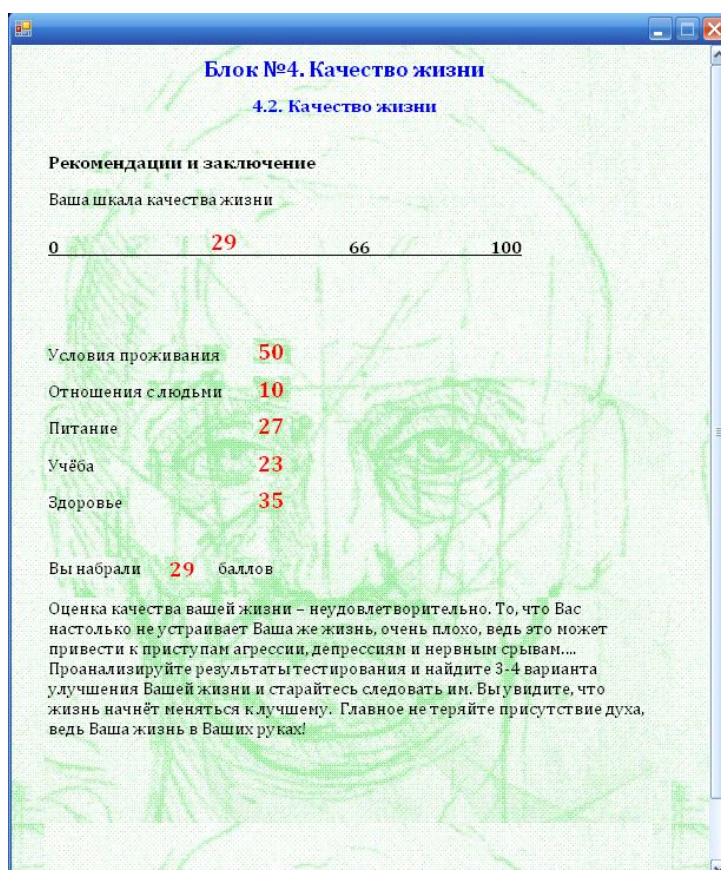 Блок №4. Качество жизни
4.2. Качество жизни
Рекомендации и заключение
Ваша шкала качества жизни
0 29 66 100
Условия проживания 50
Отношения с людьми 10
Питание 27
Учёба 23
Здоровье 35
Вы набрали 29 баллов
Оценка качества вашей жизни – неудовлетворительно. То, что Вас
настолько не устраивает Ваша же жизнь, очень плохо, ведь это может
привести к приступам агрессии, депрессиям и нервным срывам....
Проанализируйте результаты тестирования и найдите 3-4 варианта
улучшения Вашей жизни и старайтесь следовать им. Вы увидите, что
жизнь начнёт меняться к лучшему. Главное не теряйте присутствие духа,
ведь Ваша жизнь в Ваших руках!